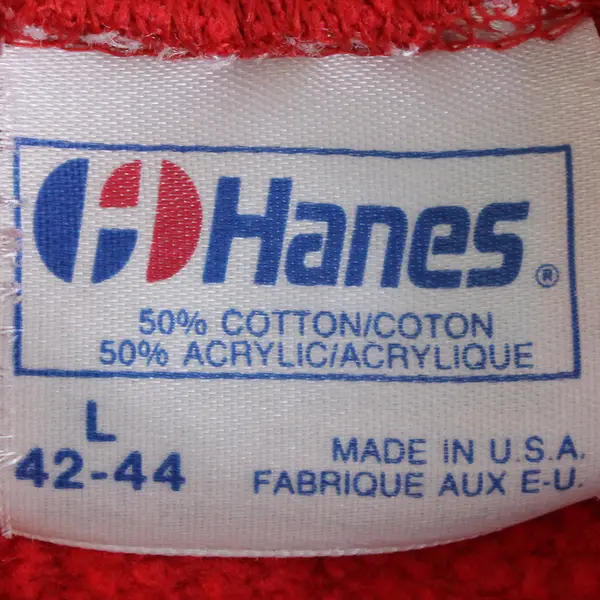 Hanes®
50% COTTON/COTON
50% ACRYLIC/ACRYLIQUE
L
42-44
MADE IN U.S.A.
FABRIQUE AUX E-U.